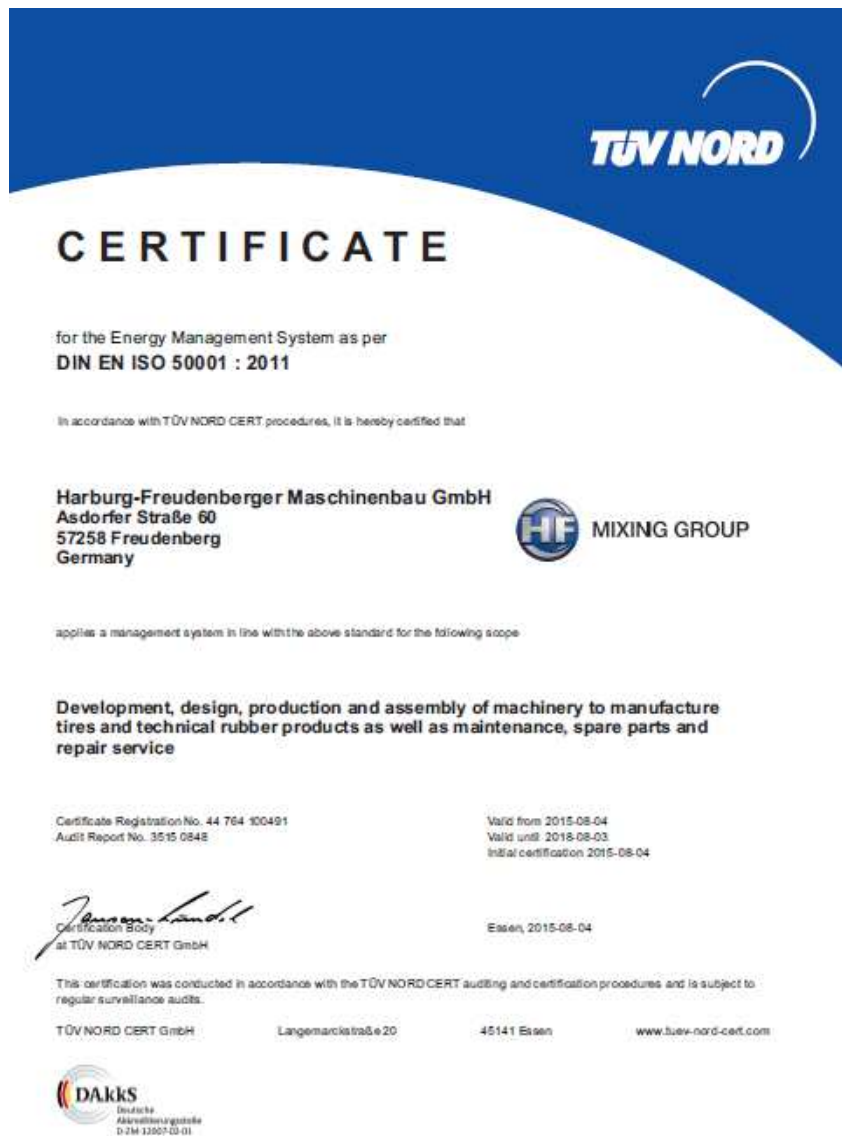 TÜV NORD
CERTIFICATE
for the Energy Management System as per
DIN EN ISO 50001 : 2011
In accordance with TÜV NORD CERT procedures, it is hereby certified that
Harburg-Freudenberger Maschinenbau GmbH
Asdorfer Straße 60
57258 Freudenberg
Germany
HF MIXING GROUP
applies a management system in line with the above standard for the following scope
Development, design, production and assembly of machinery to manufacture
tires and technical rubber products as well as maintenance, spare parts and
repair service
Certificate Registration No. 44 764 100491
Audit Report No. 3515 0848
Valid from 2015-08-04
Valid until 2018-08-03
Initial certification 2015-08-04
Certification Body
at TÜV NORD CERT GmbH
Essen, 2015-08-04
This certification was conducted in accordance with the TÜV NORD CERT auditing and certification procedures and is subject to
regular surveillance audits.
TÜV NORD CERT GmbH Langemarckstraße 20 45141 Essen www.tuev-nord-cert.com
DAkkS
Deutsche
Akkreditierungsstelle
D-ZM-12007-02-01